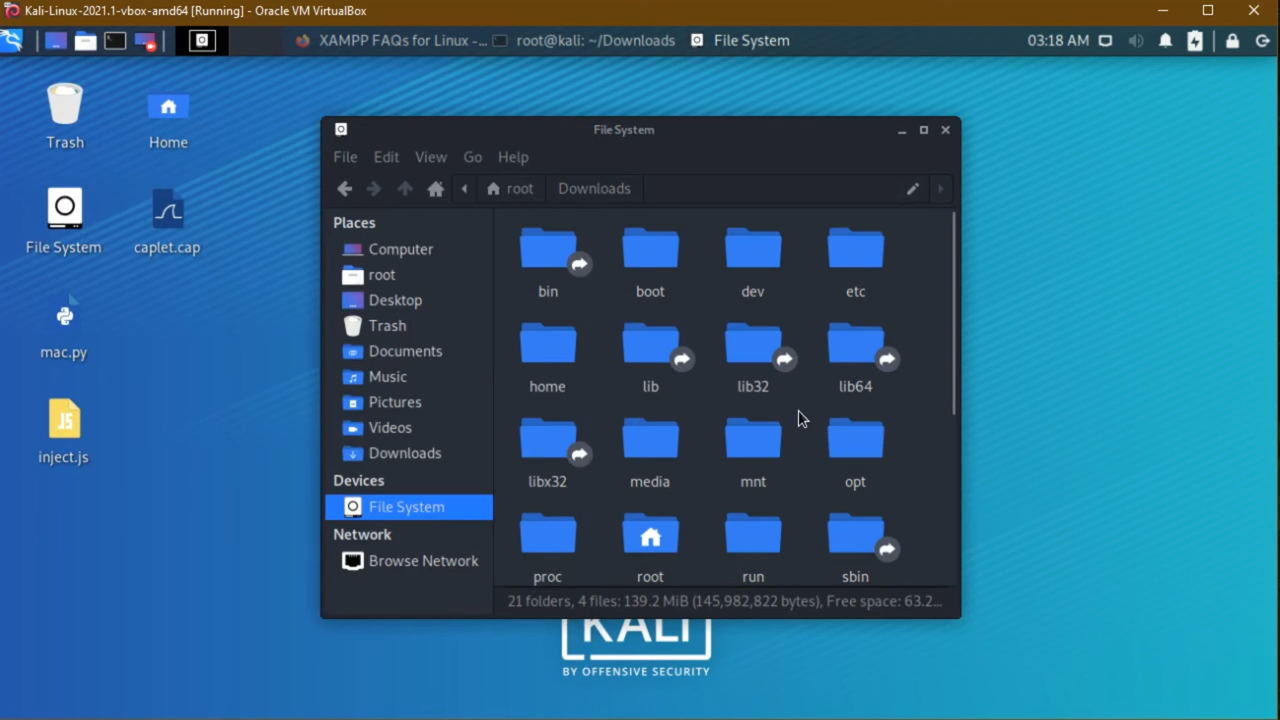 Kali-Linux-2021.1-vbox-amd64 [Running] - Oracle VM VirtualBox
XAMPP FAQs for Linux -... root@kali: ~/Downloads File System 03:18 AM
Trash Home
File System caplet.cap
mac.py
JS
inject.js
File System
File Edit View Go Help
root Downloads
Places
Computer
root
Desktop
Trash
Documents
Music
Pictures
Videos
Downloads
Devices
File System
Network
Browse Network
bin boot dev etc
home lib lib32 lib64
libx32 media mnt opt
proc root run sbin
21 folders, 4 files: 139.2 MiB (145,982,822 bytes), Free space: 63.2...
KALI
BY OFFENSIVE SECURITY